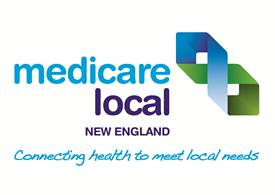 medicare
local
NEW ENGLAND
Connecting health to meet local needs